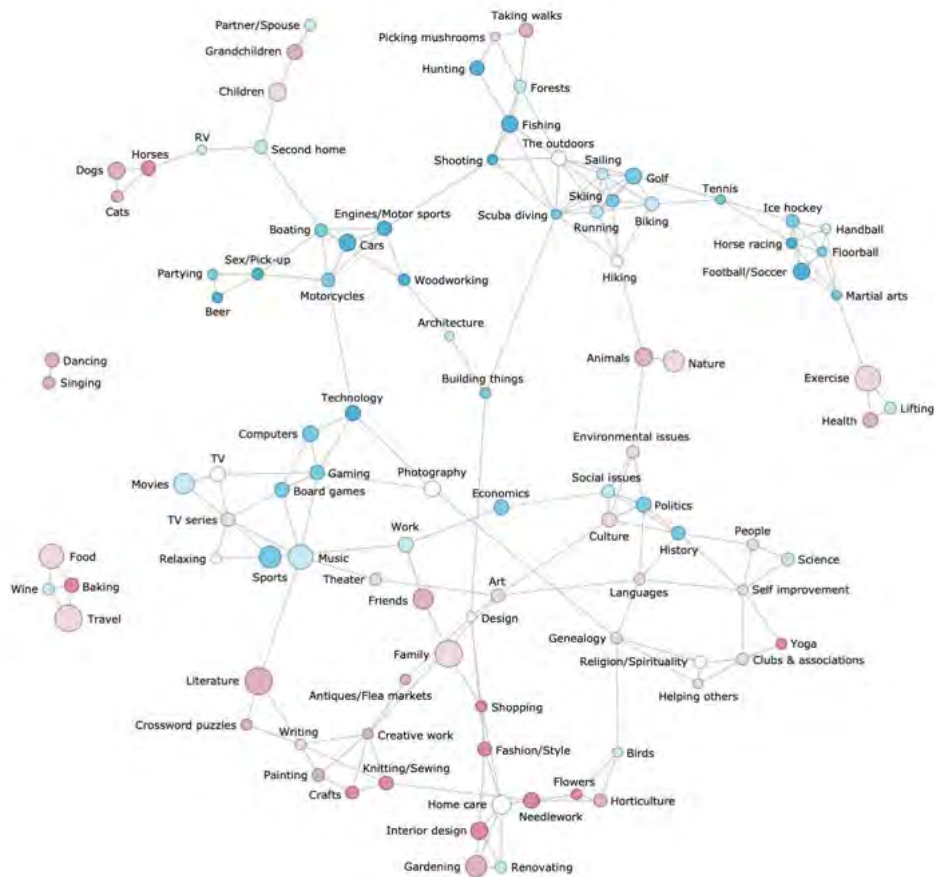 Partner/Spouse
Taking walks
Picking mushrooms
Grandchildren
Hunting
Children
Forests
Fishing
RV
The outdoors
Horses
Second home
Sailing
Dogs
Shooting
Golf
Skiing
Tennis
Cats
Engines/Motor sports
Scuba diving
Biking
Ice hockey
Running
Handball
Boating
Cars
Horse racing
Floorball
Sex/Pick-up
Partying
Hiking
Football/Soccer
Woodworking
Motorcycles
Beer
Martial arts
Architecture
Dancing
Animals
Nature
Singing
Building things
Exercise
Technology
Lifting
Health
Computers
Environmental issues
TV
Gaming
Photography
Social issues
Movies
Board games
Economics
Politics
TV series
Work
Culture
People
History
Food
Relaxing
Music
Science
Sports
Theater
Art
Wine
Baking
Friends
Languages
Self improvement
Design
Travel
Genealogy
Yoga
Family
Religion/Spirituality
Clubs & associations
Literature
Antiques/Flea markets
Helping others
Shopping
Crossword puzzles
Writing
Creative work
Fashion/Style
Birds
Painting
Knitting/Sewing
Flowers
Crafts
Home care
Horticulture
Needlework
Interior design
Gardening
Renovating